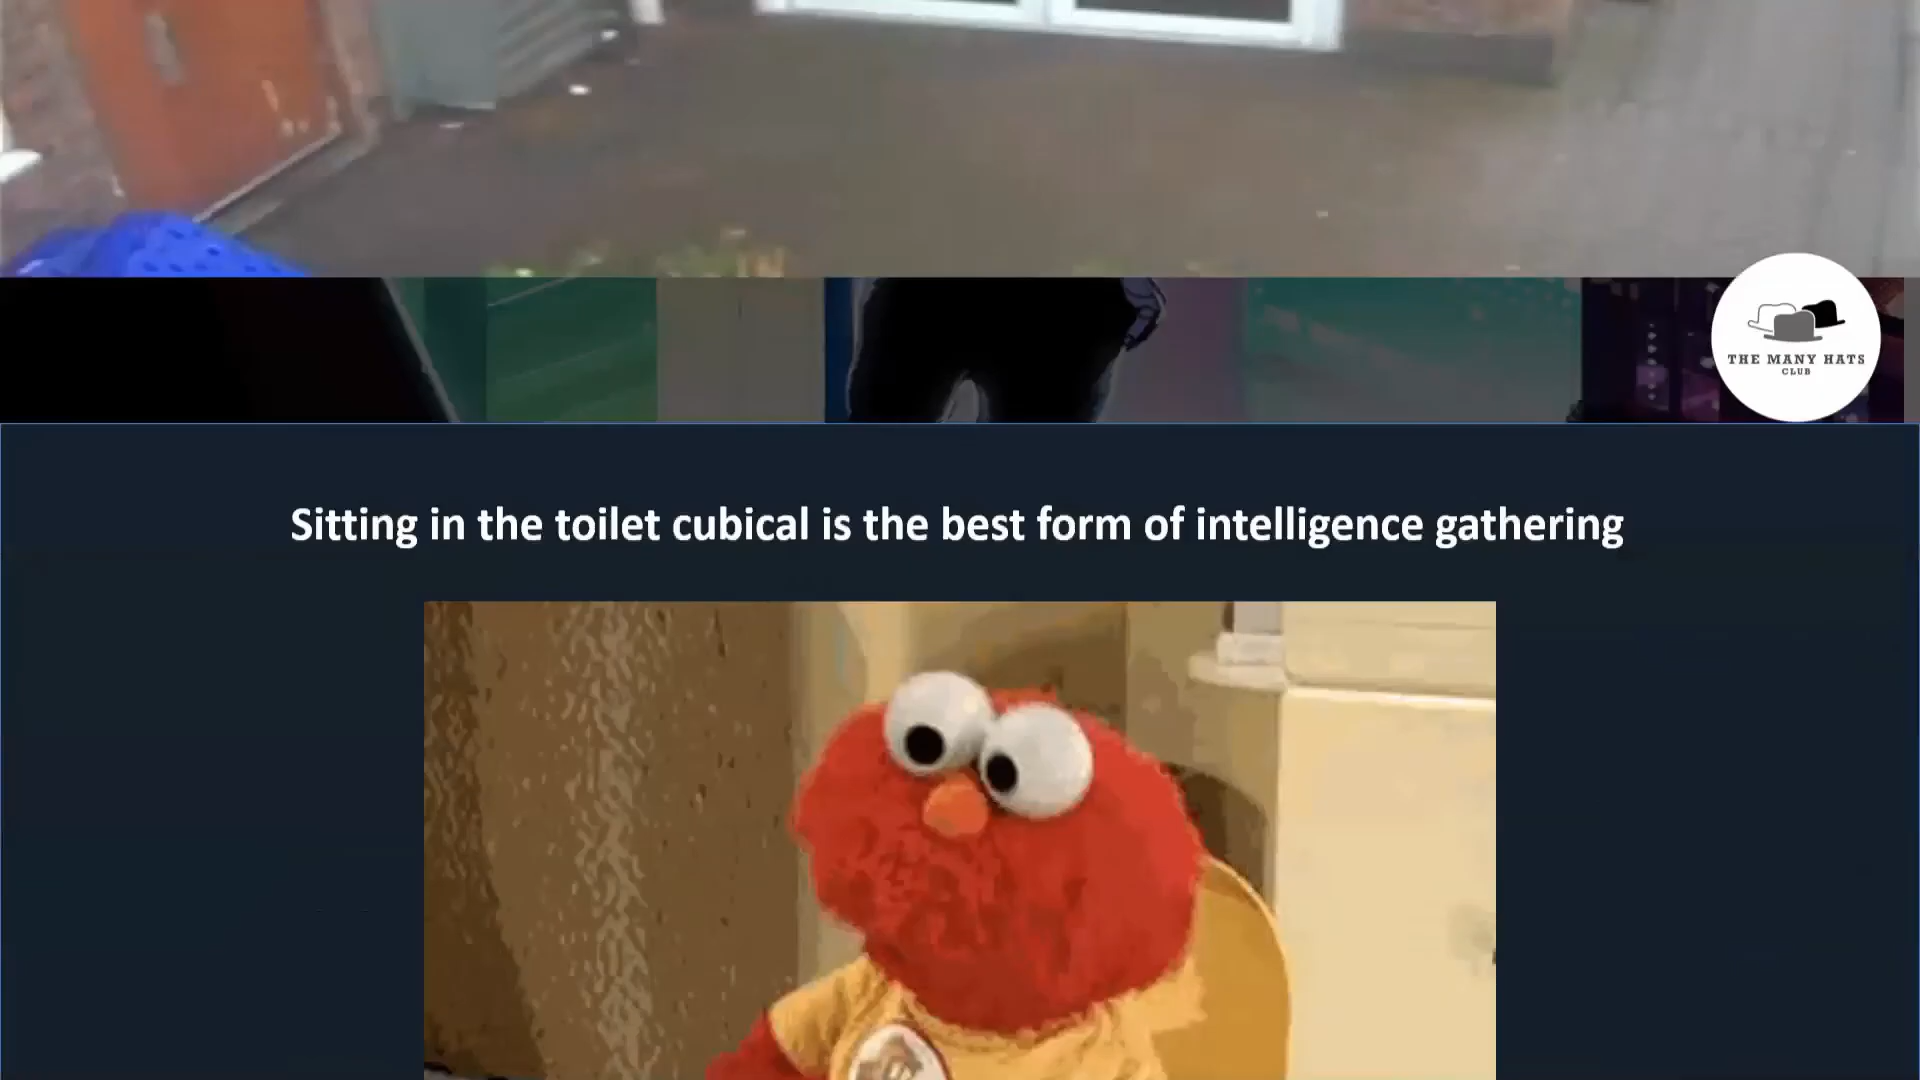 THE MANY HATS
CLUB
Sitting in the toilet cubical is the best form of intelligence gathering